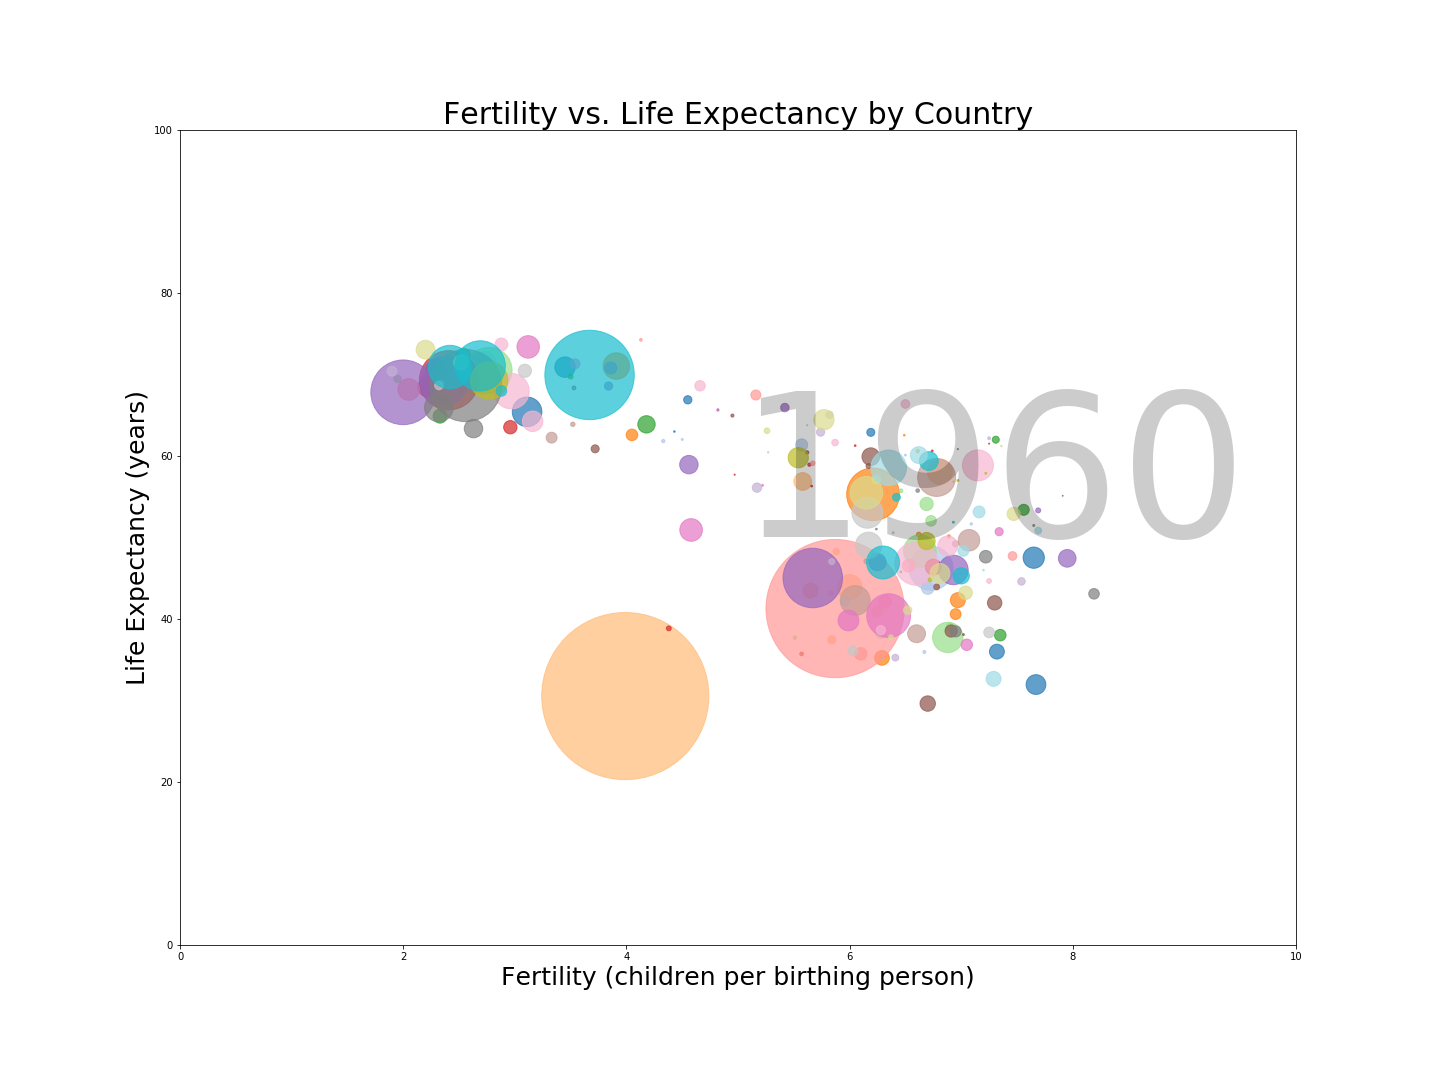 Fertility vs. Life Expectancy by Country
100
80
60
40
20
0
Life Expectancy (years)
1960
0 2 4 6 8 10
Fertility (children per birthing person)